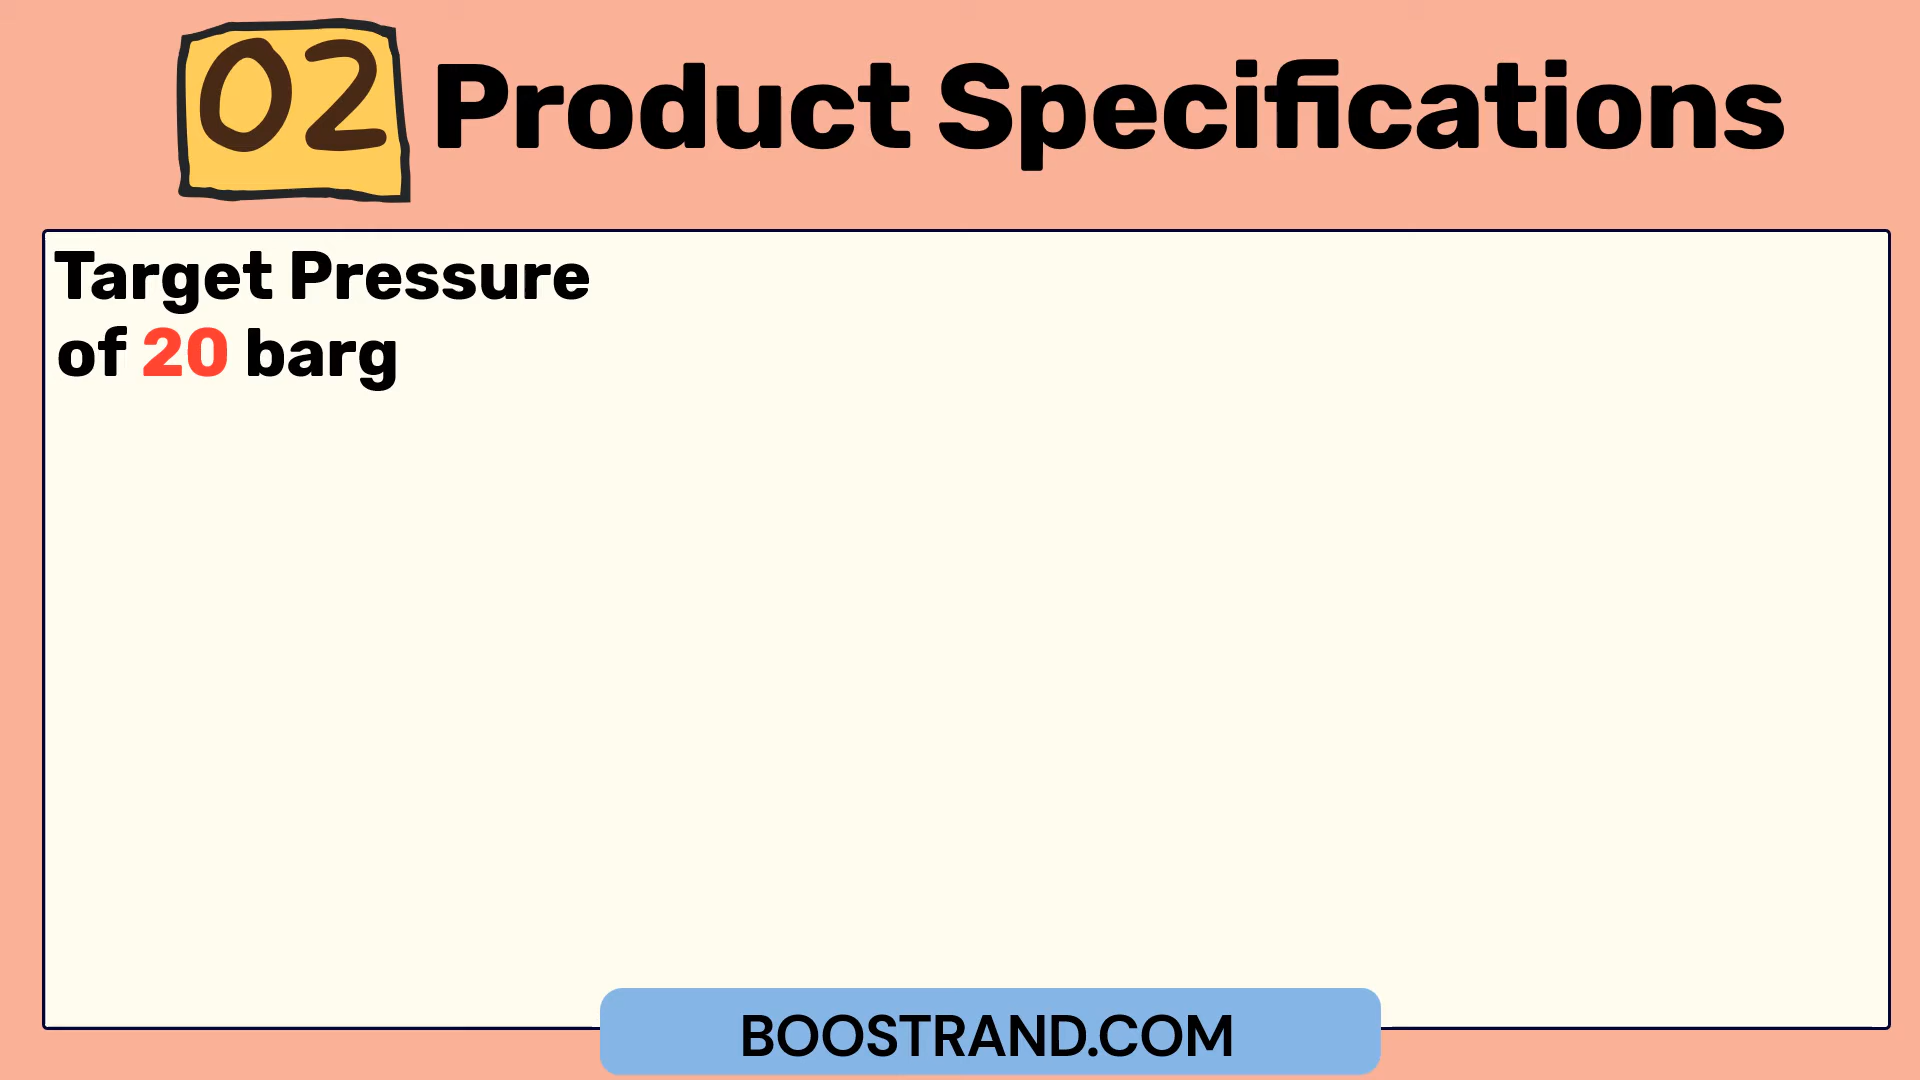 02 Product Specifications
Target Pressure
of 20 barg
BOOSTRAND.COM